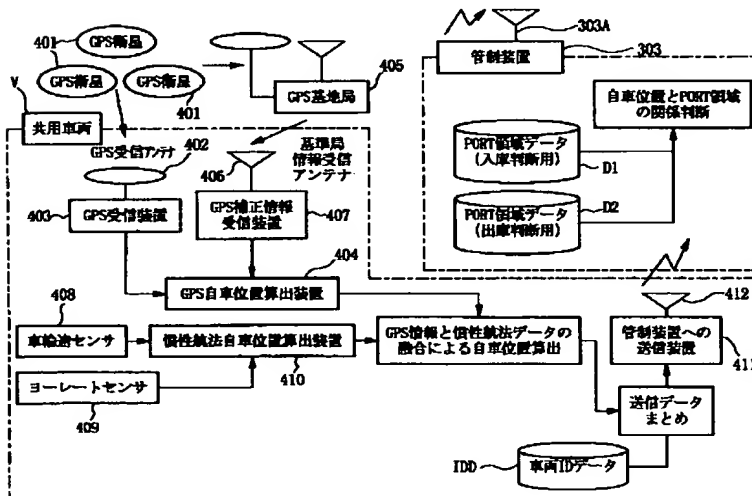 401
GPS衛星
GPS衛星
GPS衛星
401
405
GPS基地局
V
共用車両
GPS受信アンテナ
402
403
GPS受信装置
406
基準局
情報受信
アンテナ
GPS補正情報
受信装置
407
404
GPS自車位置算出装置
408
車輪速センサ
慣性航法自車位置算出装置
410
ヨーレートセンサ
409
GPS情報と慣性航法データの
融合による自車位置算出
303A
管制装置
303
自車位置とPORT領域
の関係判断
PORT領域データ
(入庫判断用)
D1
PORT領域データ
(出庫判断用)
D2
412
管制装置への
送信装置
411
送信データ
まとめ
IDD
車両IDデータ